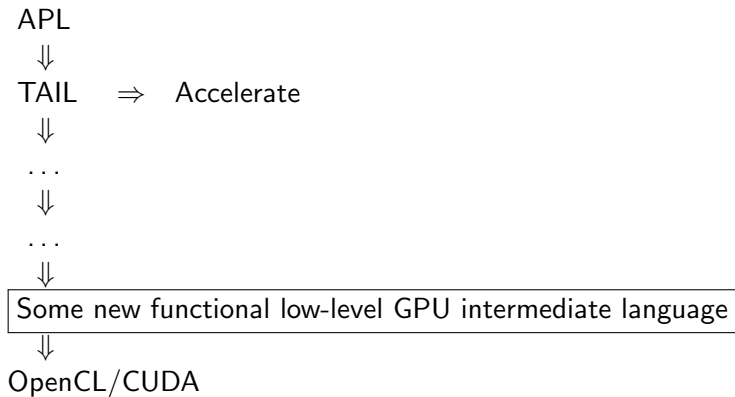 APL
⇓
TAIL ⇒ Accelerate
⇓
. . .
⇓
. . .
⇓
Some new functional low-level GPU intermediate language
⇓
OpenCL/CUDA